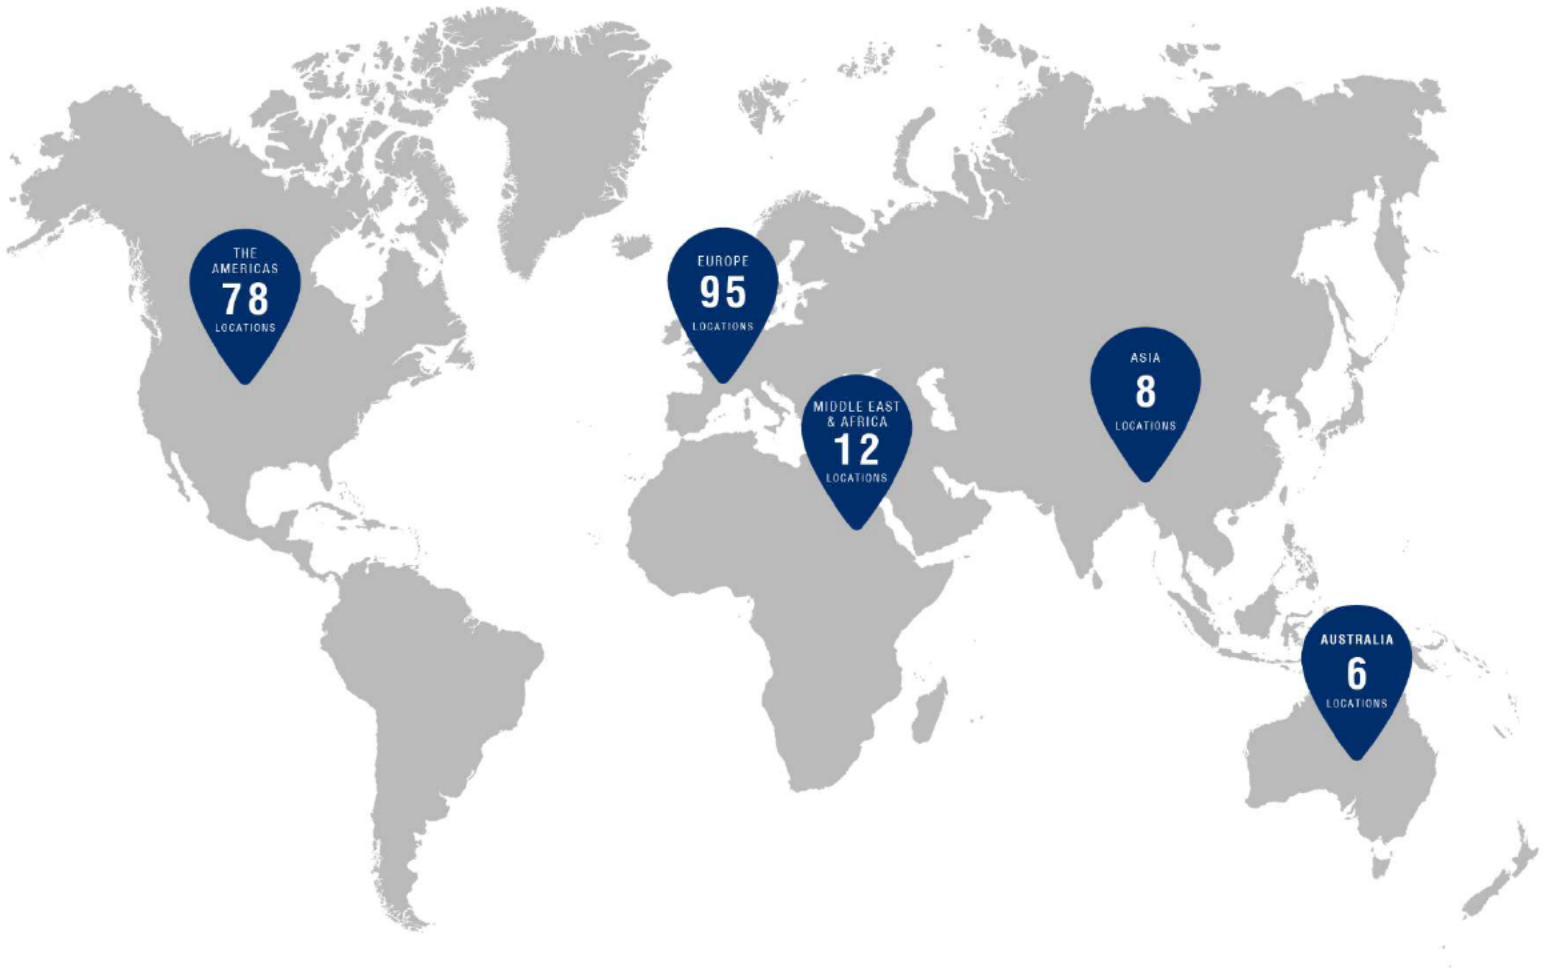 THE
AMERICAS
78
LOCATIONS
EUROPE
95
LOCATIONS
MIDDLE EAST
& AFRICA
12
LOCATIONS
ASIA
8
LOCATIONS
AUSTRALIA
6
LOCATIONS